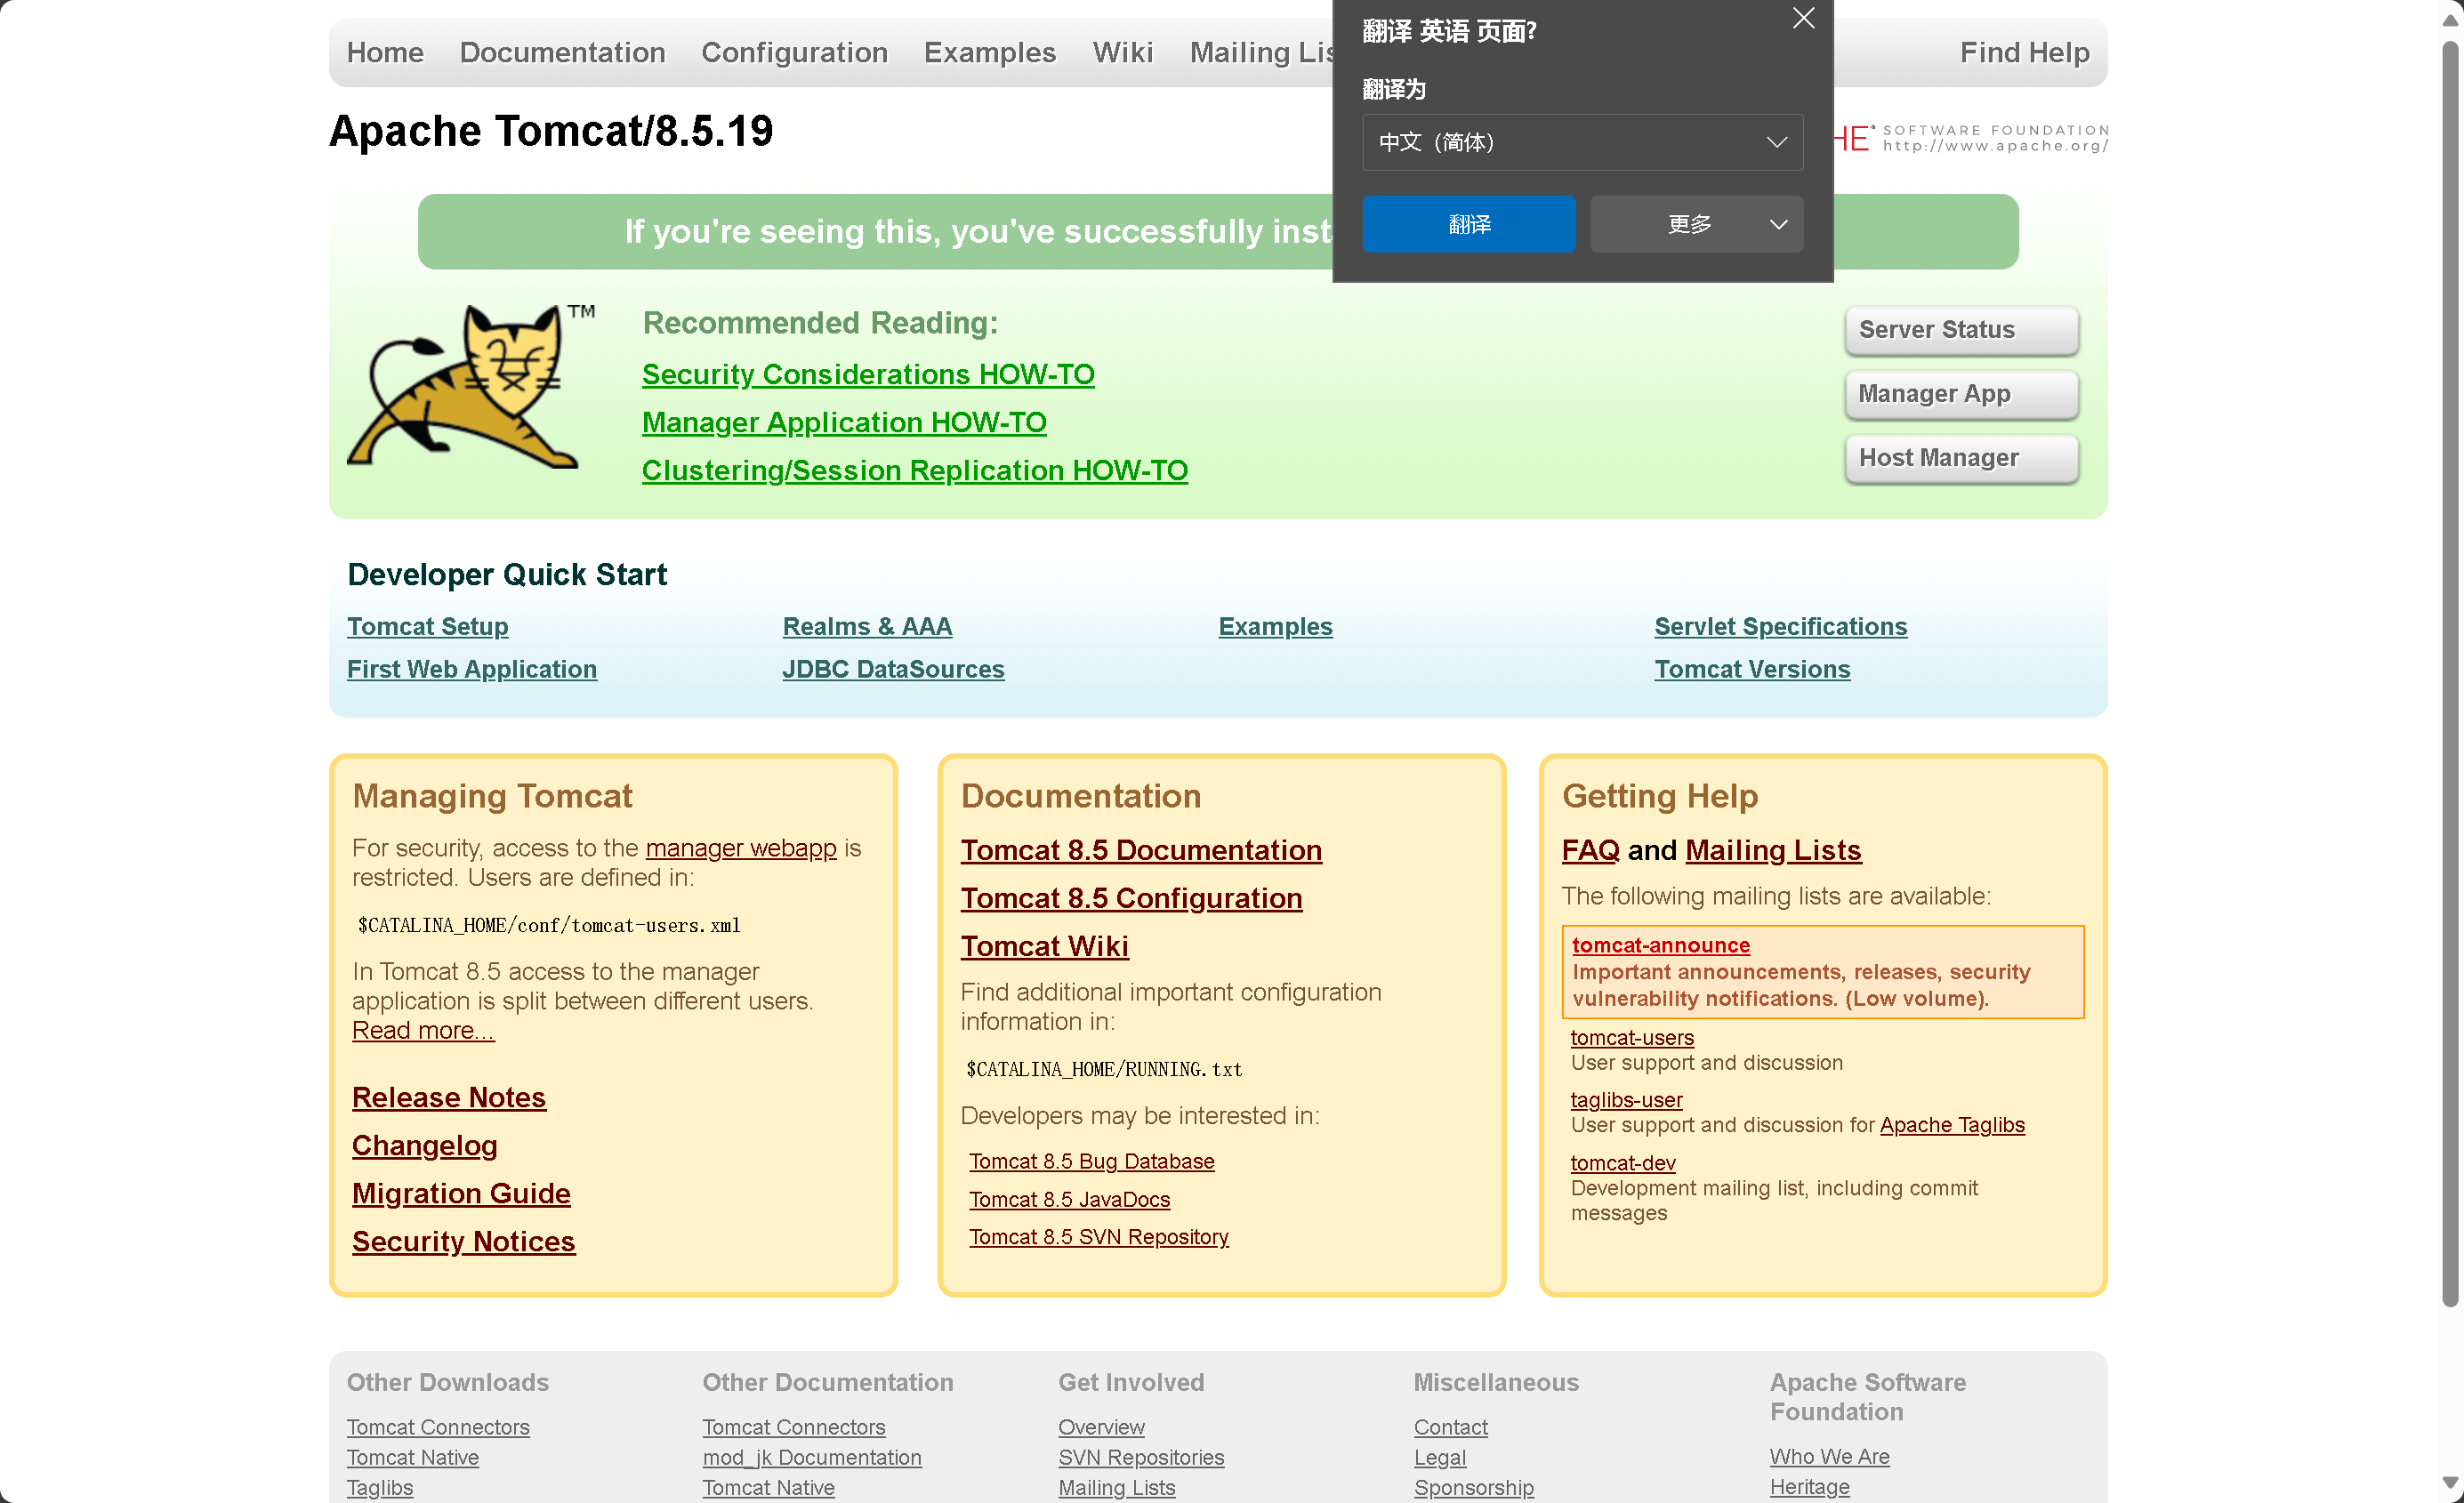 Home Documentation Configuration Examples Wiki Mailing Lis Find Help
翻译 英语 页面?
翻译为
中文（简体）
翻译 更多
Apache Tomcat/8.5.19
HE SOFTWARE FOUNDATION
http://www.apache.org/
If you're seeing this, you've successfully inst
TM
Recommended Reading:
Security Considerations HOW-TO
Manager Application HOW-TO
Clustering/Session Replication HOW-TO
Server Status
Manager App
Host Manager
Developer Quick Start
Tomcat Setup
First Web Application
Realms & AAA
JDBC DataSources
Examples
Servlet Specifications
Tomcat Versions
Managing Tomcat
For security, access to the manager webapp is
restricted. Users are defined in:
$CATALINA_HOME/conf/tomcat-users.xml
In Tomcat 8.5 access to the manager
application is split between different users.
Read more...
Release Notes
Changelog
Migration Guide
Security Notices
Documentation
Tomcat 8.5 Documentation
Tomcat 8.5 Configuration
Tomcat Wiki
Find additional important configuration
information in:
$CATALINA_HOME/RUNNING.txt
Developers may be interested in:
Tomcat 8.5 Bug Database
Tomcat 8.5 JavaDocs
Tomcat 8.5 SVN Repository
Getting Help
FAQ and Mailing Lists
The following mailing lists are available:
tomcat-announce
Important announcements, releases, security
vulnerability notifications. (Low volume).
tomcat-users
User support and discussion
taglibs-user
User support and discussion for Apache Taglibs
tomcat-dev
Development mailing list, including commit
messages
Other Downloads
Tomcat Connectors
Tomcat Native
Taglibs
Other Documentation
Tomcat Connectors
mod_jk Documentation
Tomcat Native
Get Involved
Overview
SVN Repositories
Mailing Lists
Miscellaneous
Contact
Legal
Sponsorship
Apache Software
Foundation
Who We Are
Heritage